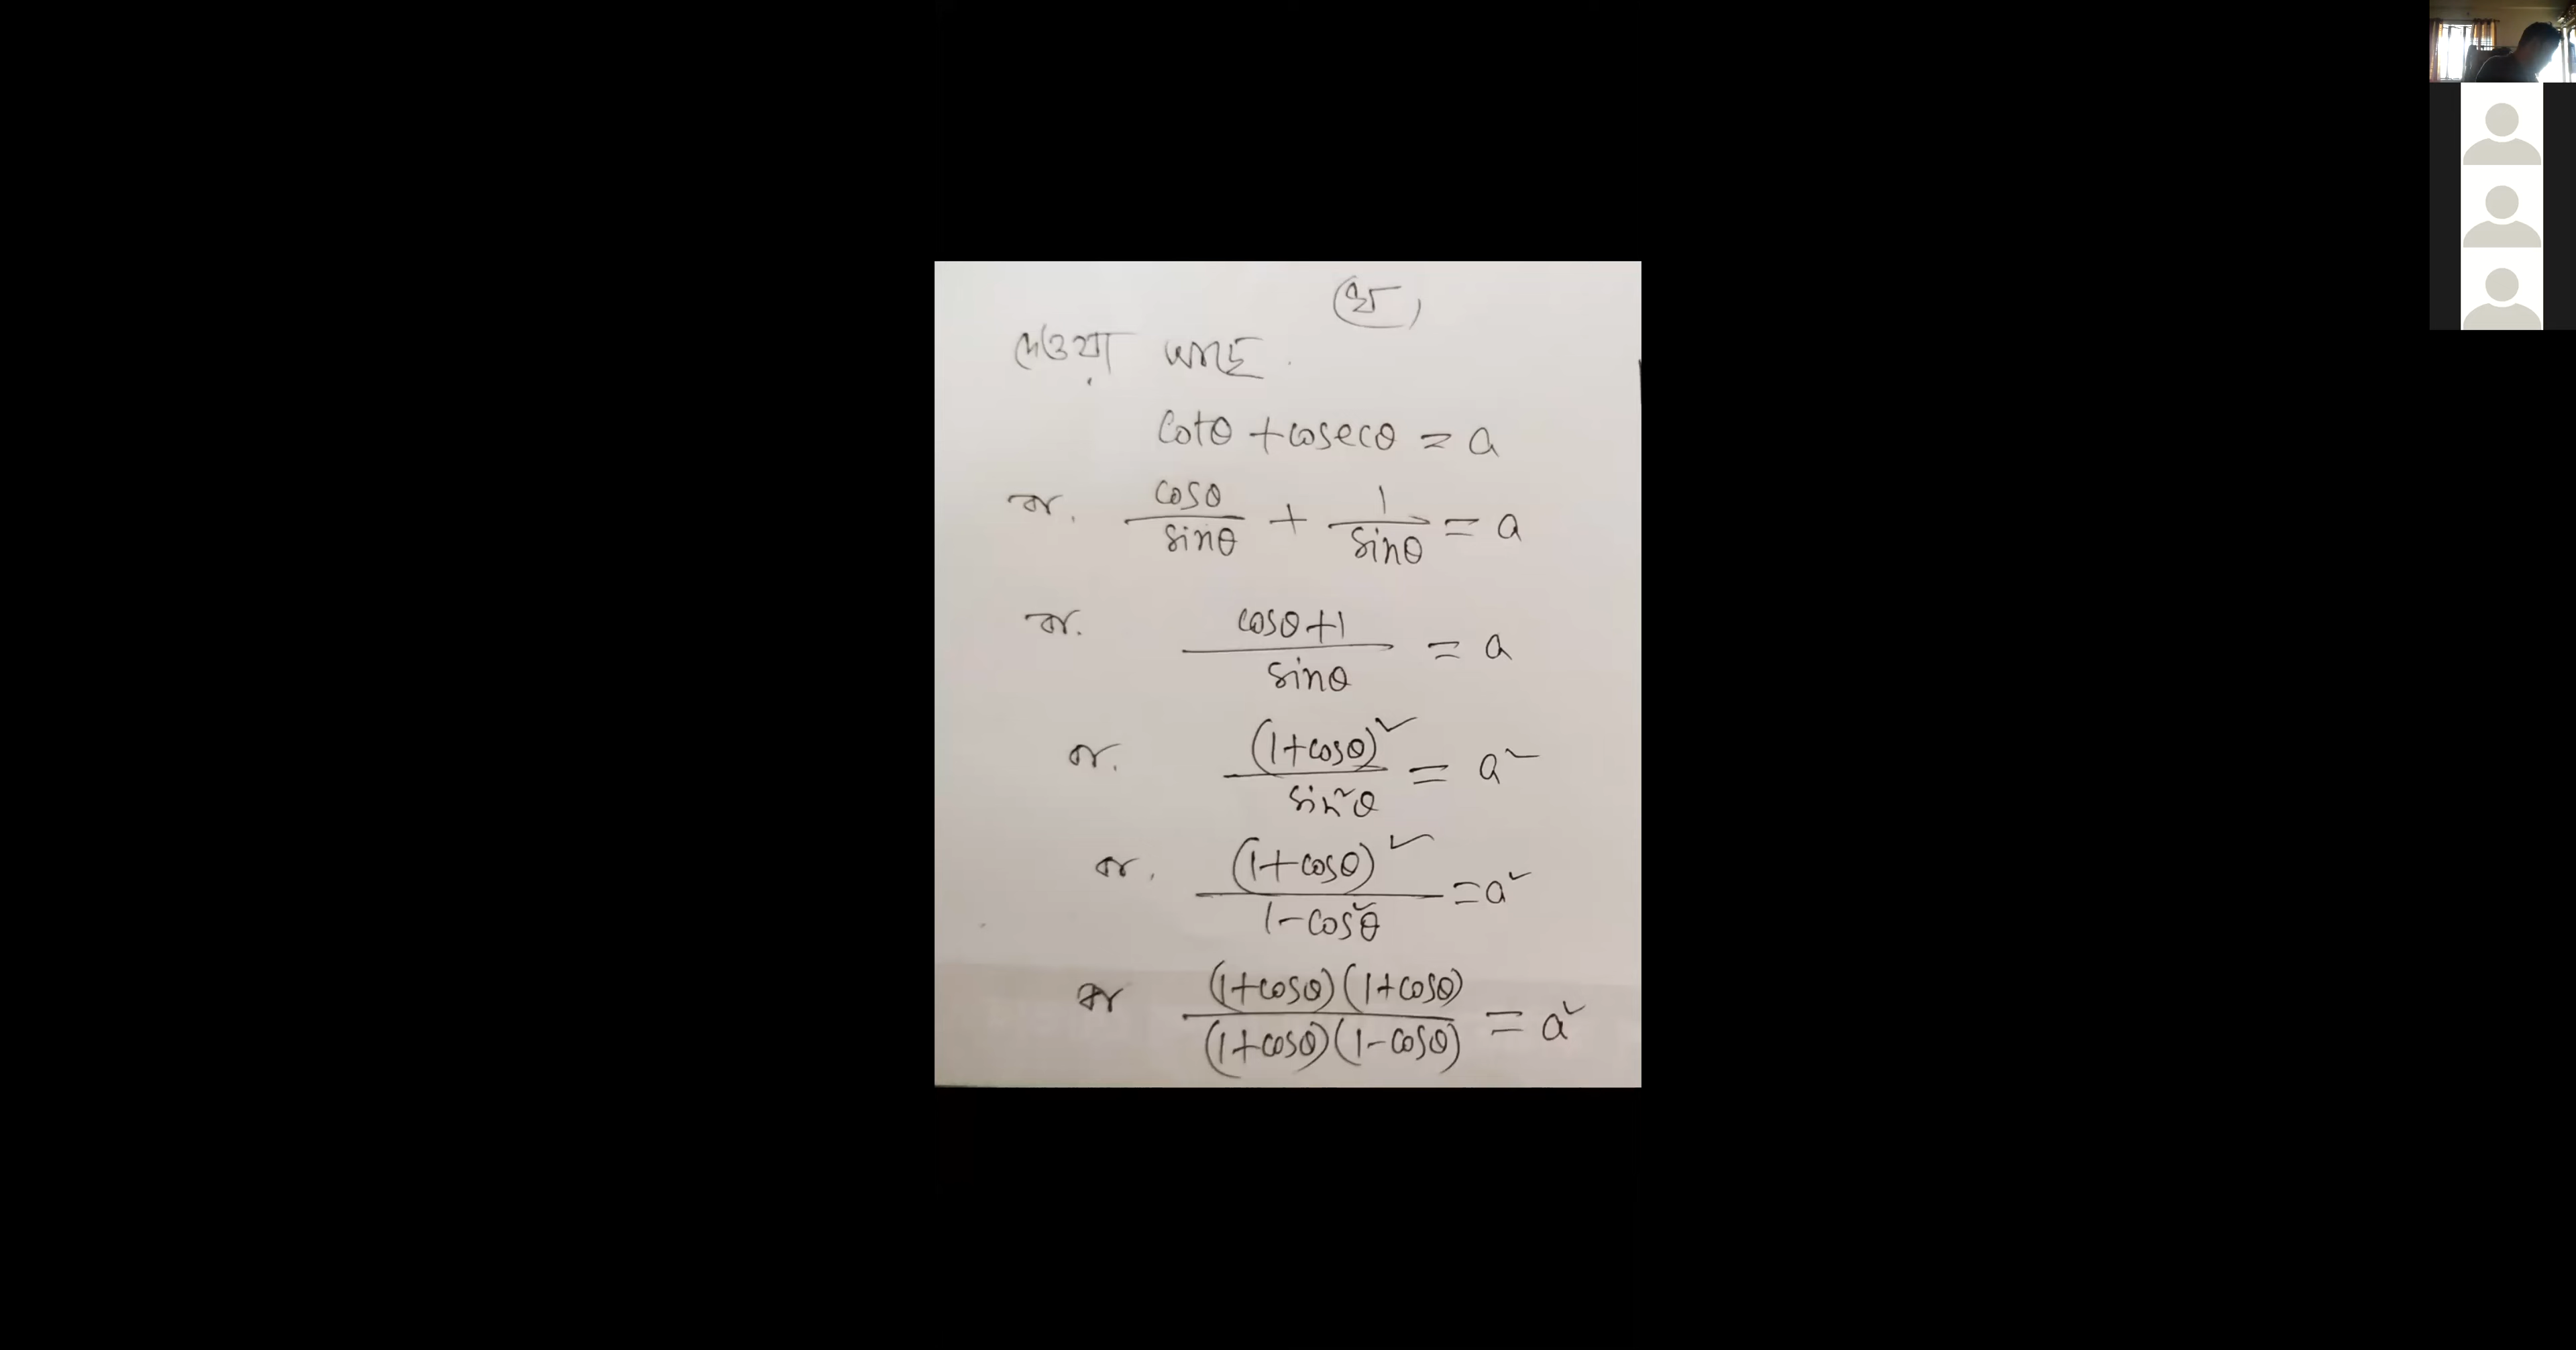 (খ)
দেওয়া আছে.
cotθ + cosecθ = a
বা, cosθ/sinθ + 1/sinθ = a
বা. (cosθ+1)/sinθ = a
বা. (1+cosθ)²/sin²θ = a²
বা, (1+cosθ)²/(1-cos²θ) = a²
বা (1+cosθ)(1+cosθ)/(1+cosθ)(1-cosθ) = a²